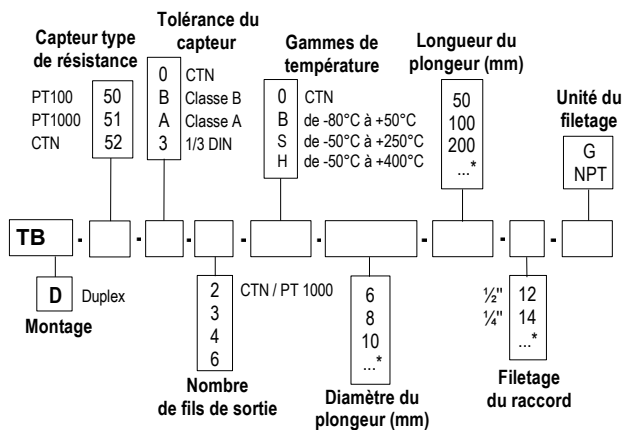 Capteur type
de résistance
PT100 50
PT1000 51
CTN 52
Tolérance du
capteur
0 CTN
B Classe B
A Classe A
3 1/3 DIN
Gammes de
température
0 CTN
B de -80°C à +50°C
S de -50°C à +250°C
H de -50°C à +400°C
Longueur du
plongeur (mm)
50
100
200
...*
Unité du
filetage
G
NPT
TB - - - - - - -
D Duplex
Montage
2 CTN / PT 1000
3
4
6
Nombre
de fils de sortie
6
8
10
...*
Diamètre du
plongeur (mm)
½" 12
¼" 14
...*
Filetage
du raccord